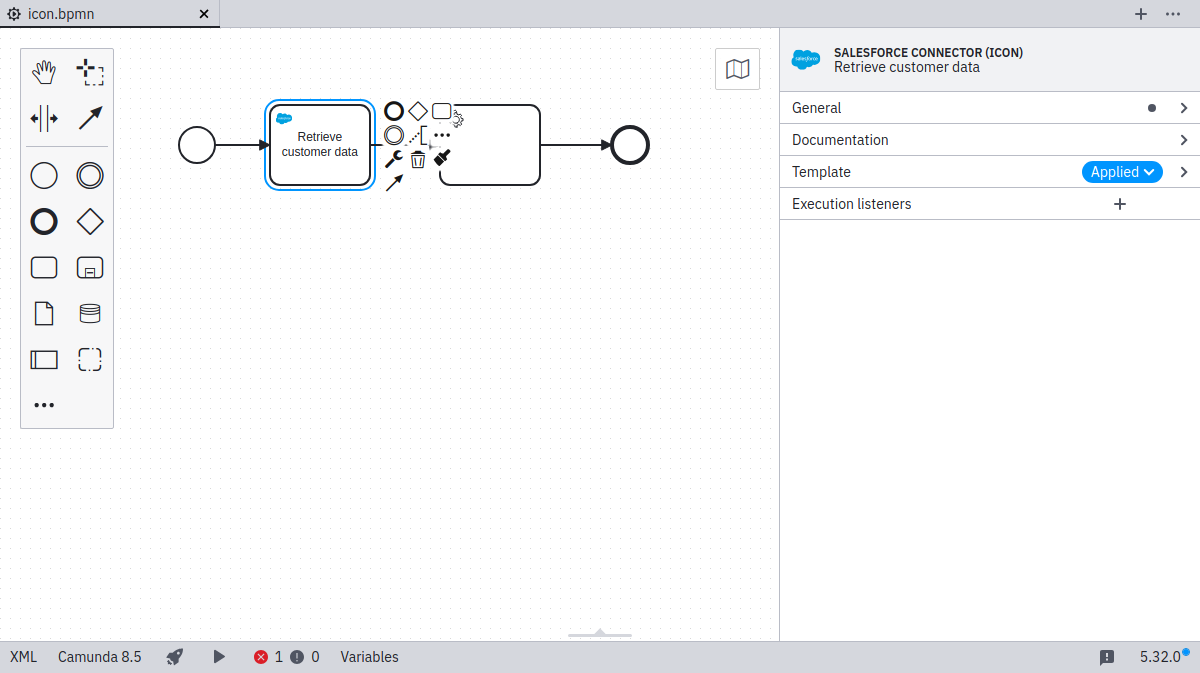 icon.bpmn
Retrieve
customer data
salesforce
SALESFORCE CONNECTOR (ICON)
Retrieve customer data
General
Documentation
Template
Applied
Execution listeners
XML
Camunda 8.5
1
0
Variables
5.32.0